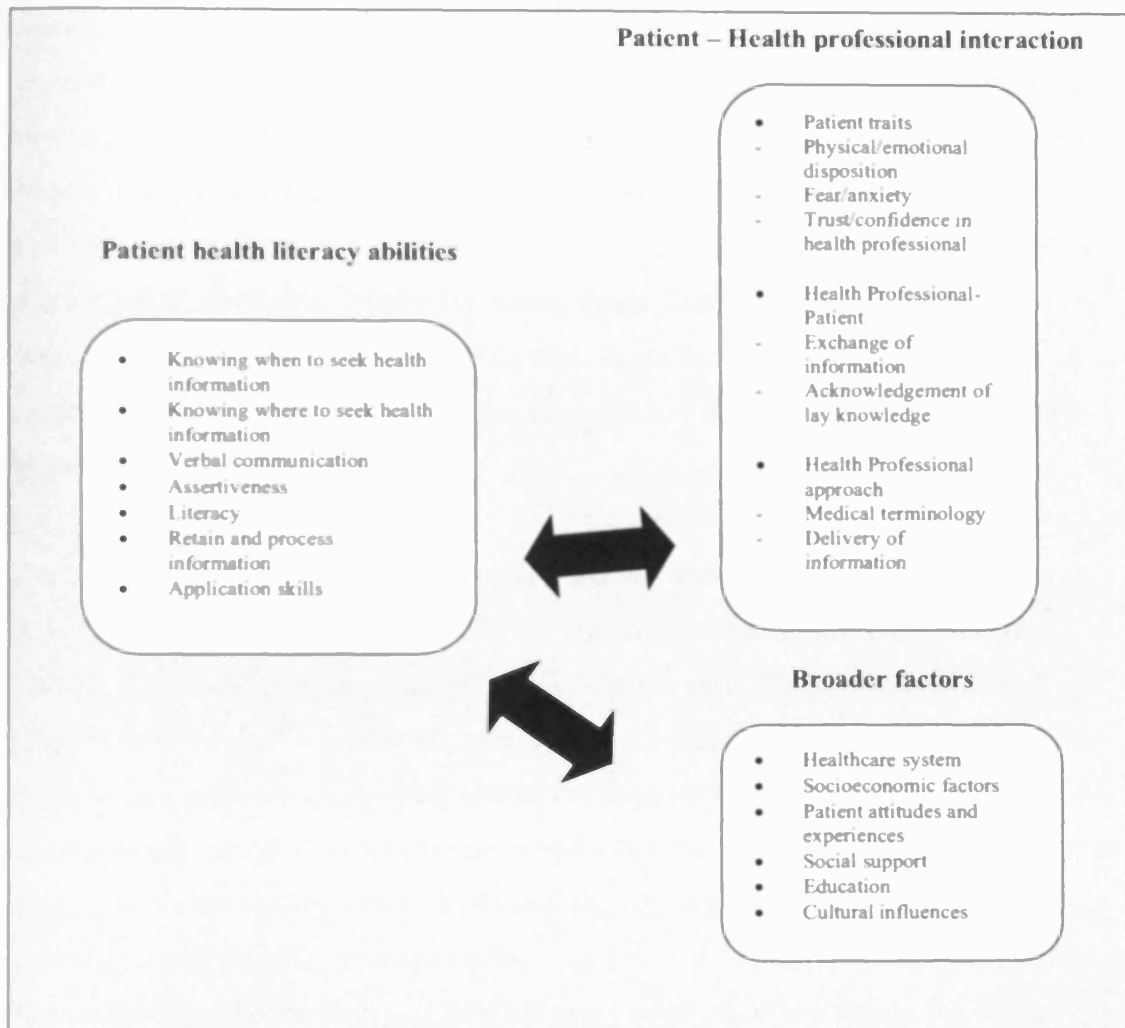 Patient – Health professional interaction
• Patient traits
- Physical/emotional
disposition
- Fear/anxiety
- Trust/confidence in
health professional
• Health Professional-
Patient
- Exchange of
information
- Acknowledgement of
lay knowledge
• Health Professional
approach
- Medical terminology
- Delivery of
information
Patient health literacy abilities
• Knowing when to seek health
information
• Knowing where to seek health
information
• Verbal communication
• Assertiveness
• Literacy
• Retain and process
information
• Application skills
Broader factors
• Healthcare system
• Socioeconomic factors
• Patient attitudes and
experiences
• Social support
• Education
• Cultural influences